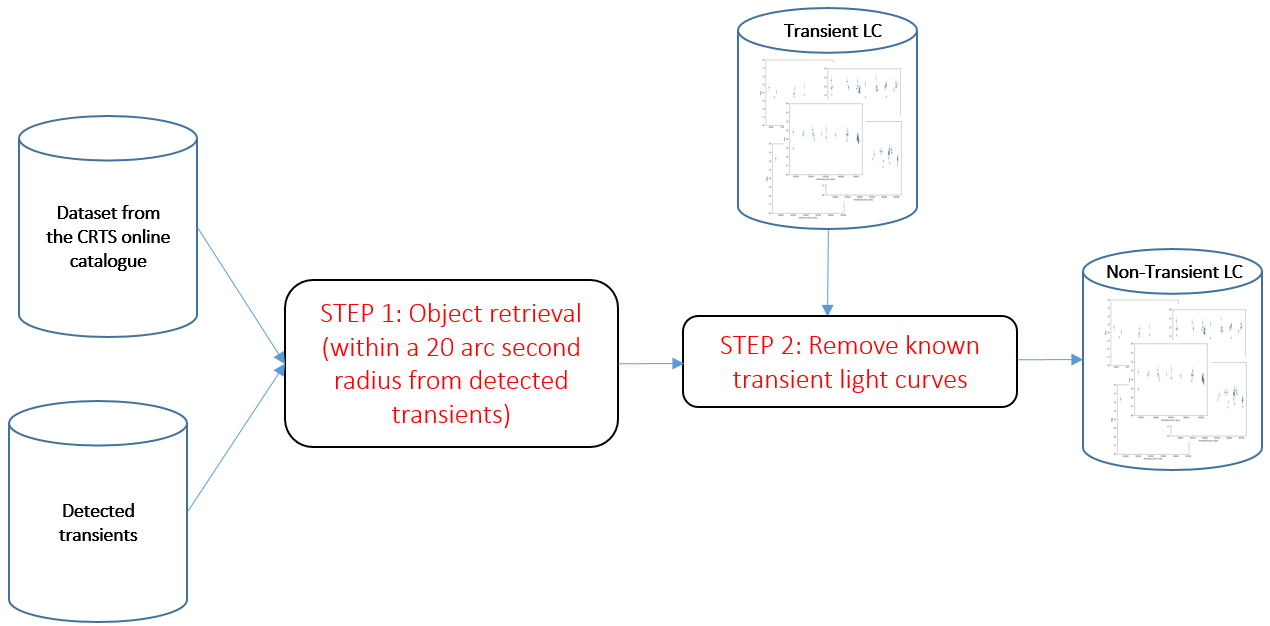 Transient LC
Dataset from
the CRTS online
catalogue
Non-Transient LC
STEP 1: Object retrieval
(within a 20 arc second
radius from detected
transients)
STEP 2: Remove known
transient light curves
Detected
transients